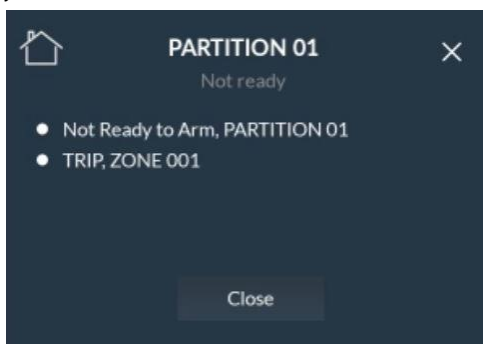 PARTITION 01
Not ready
Not Ready to Arm, PARTITION 01
TRIP, ZONE 001
Close